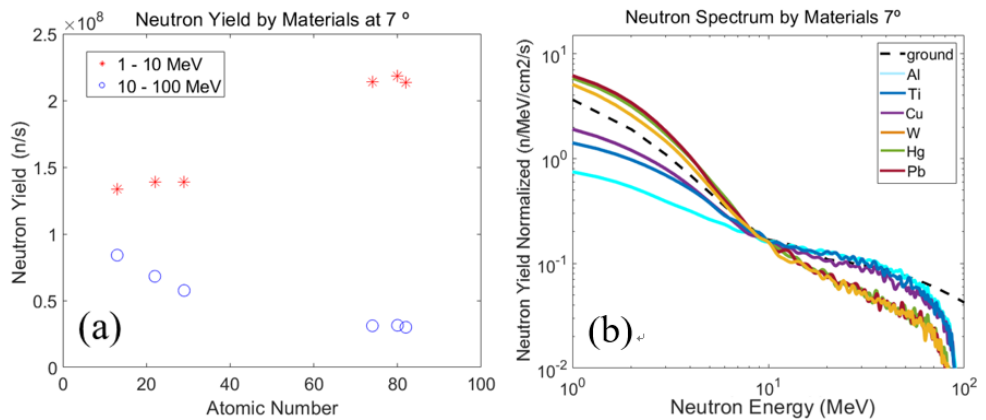 Neutron Yield by Materials at 7 º
×10⁸
2.5
2
1.5
1
0.5
0
Neutron Yield (n/s)
1 - 10 MeV
10 - 100 MeV
(a)
0 20 40 60 80 100
Atomic Number
Neutron Spectrum by Materials 7º
10¹
10⁰
10⁻¹
10⁻²
Neutron Yield Normalized (n/MeV/cm2/s)
ground
Al
Ti
Cu
W
Hg
Pb
(b)
10⁰ 10¹ 10²
Neutron Energy (MeV)